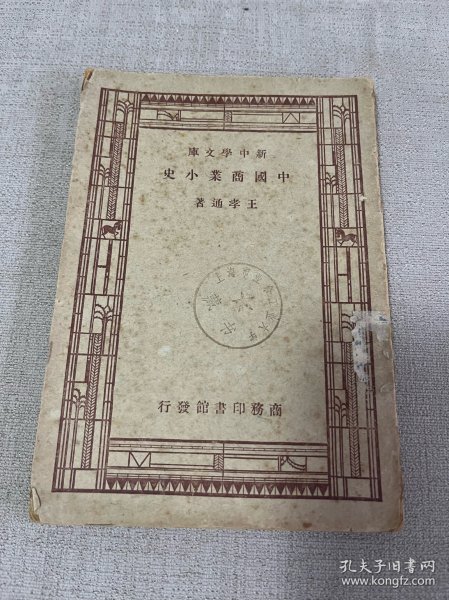 新中學文庫
中國商業小史
王孝通著
商務印書館發行
孔夫子旧书网
www.kongfz.com